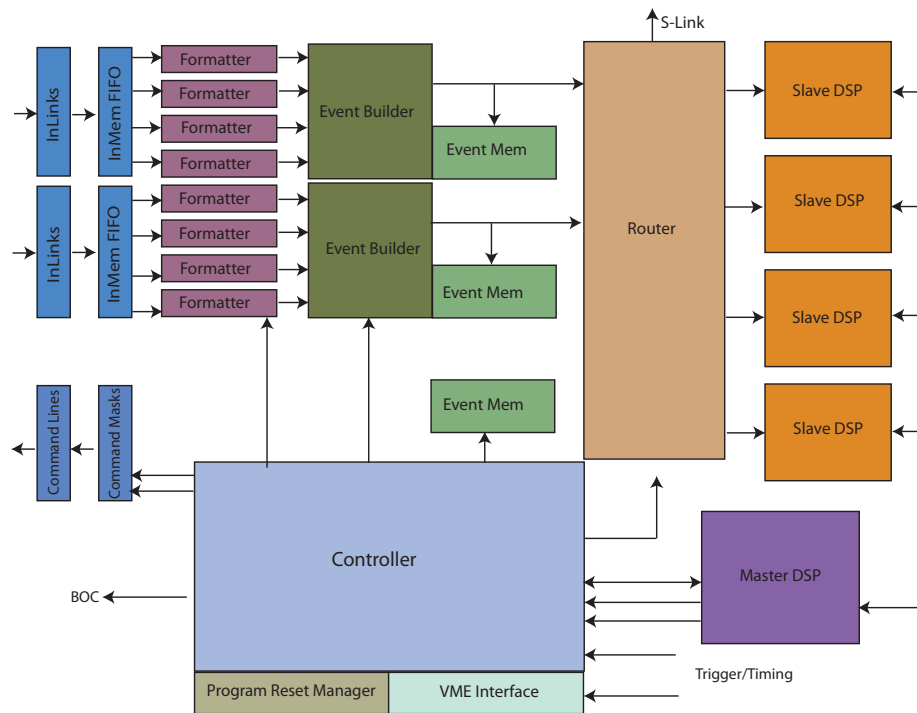 S-Link
InLinks
InMem FIFO
Formatter
Formatter
Formatter
Formatter
Event Builder
Event Mem
InLinks
InMem FIFO
Formatter
Formatter
Formatter
Formatter
Event Builder
Event Mem
Router
Slave DSP
Slave DSP
Slave DSP
Slave DSP
Command Lines
Command Masks
Event Mem
Controller
Master DSP
BOC
Trigger/Timing
Program Reset Manager
VME Interface